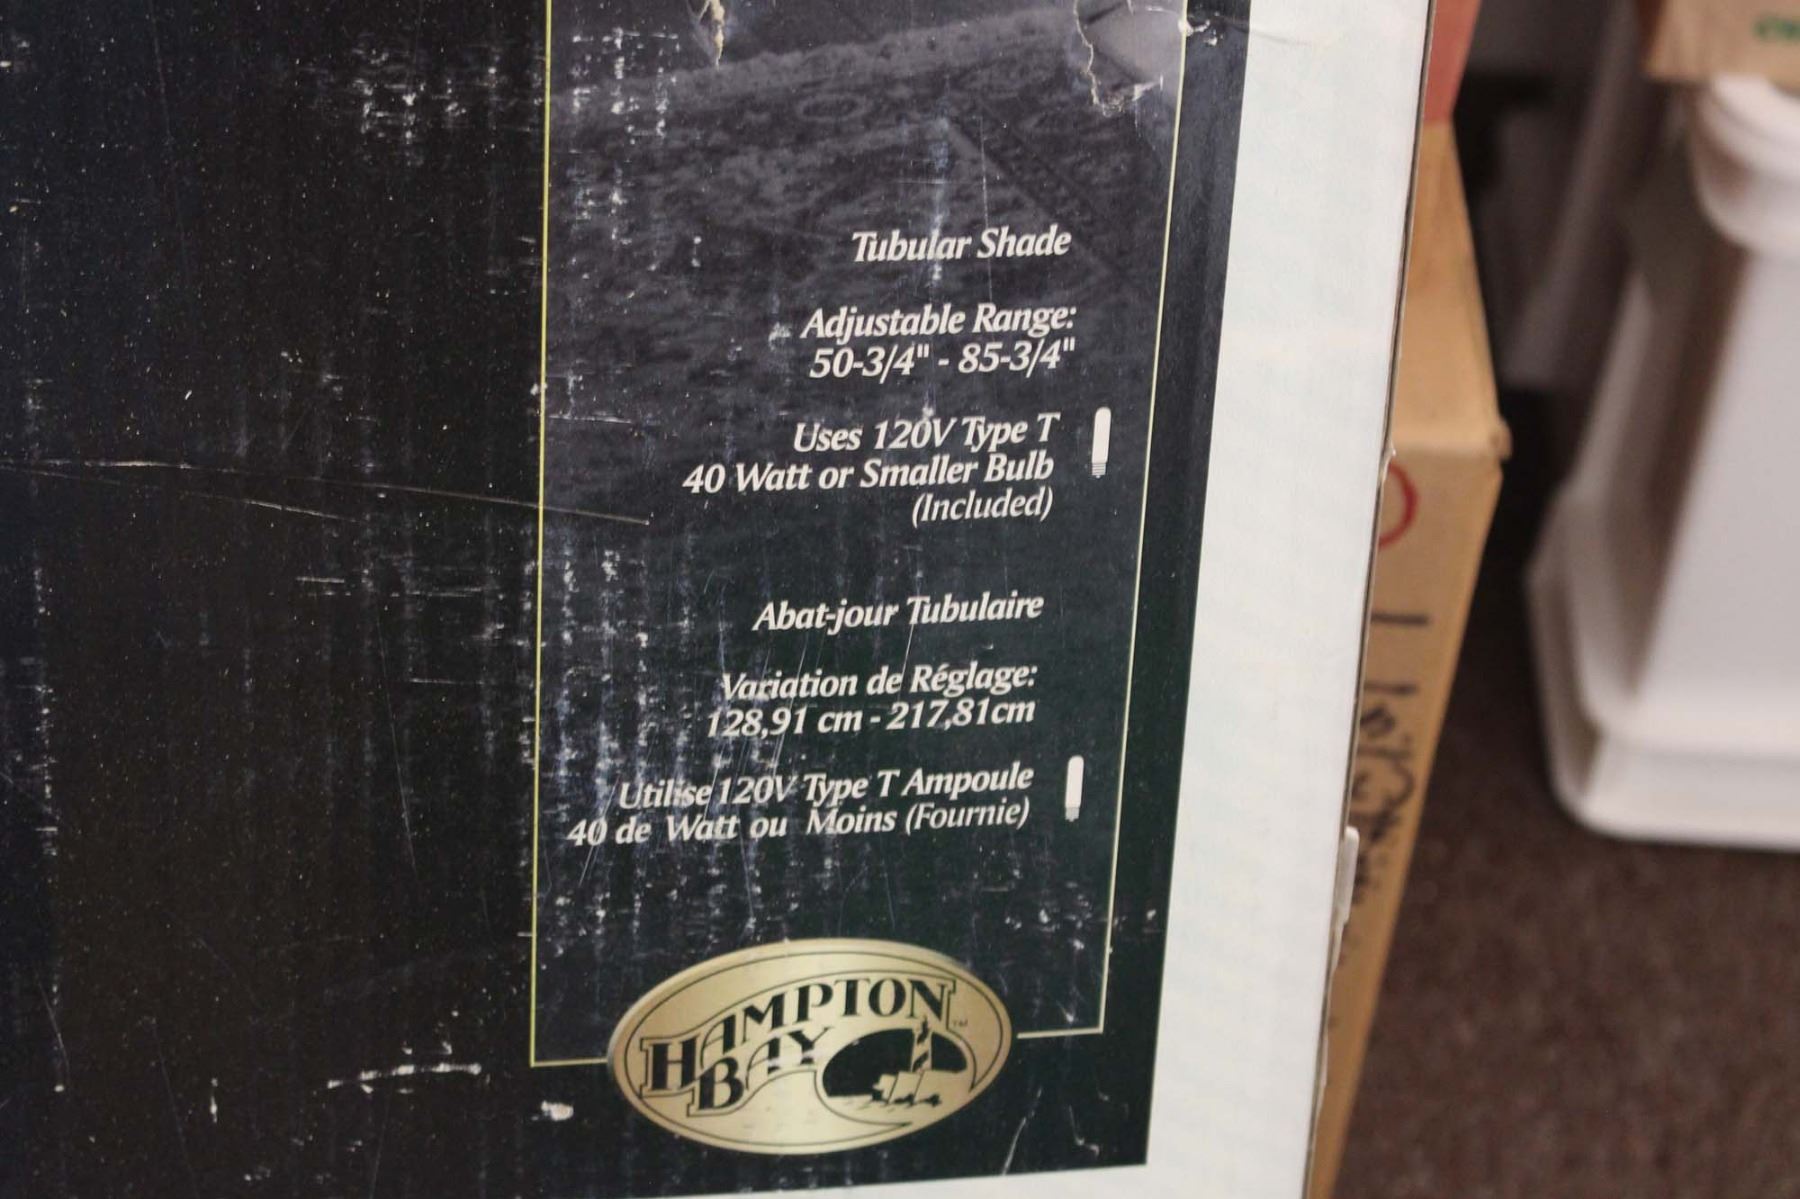 Tubular Shade
Adjustable Range:
50-3/4" - 85-3/4"
Uses 120V Type T
40 Watt or Smaller Bulb
(Included)
Abat-jour Tubulaire
Variation de Réglage:
128,91 cm - 217,81cm
Utilise 120V Type T Ampoule
40 de Watt ou Moins (Fournie)
HAMPTON
BAY